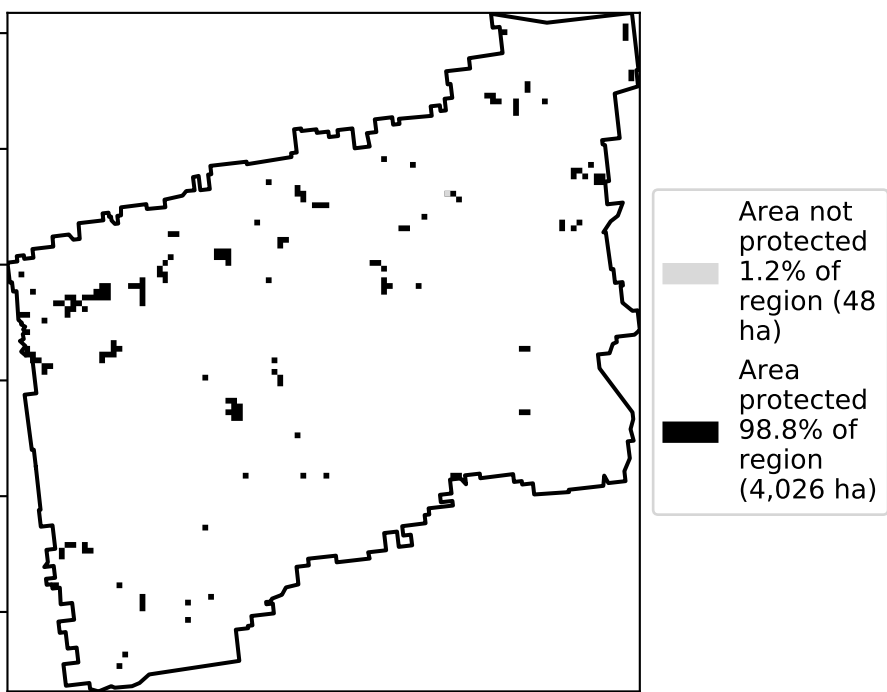 Area not
protected
1.2% of
region (48
ha)
Area
protected
98.8% of
region
(4,026 ha)